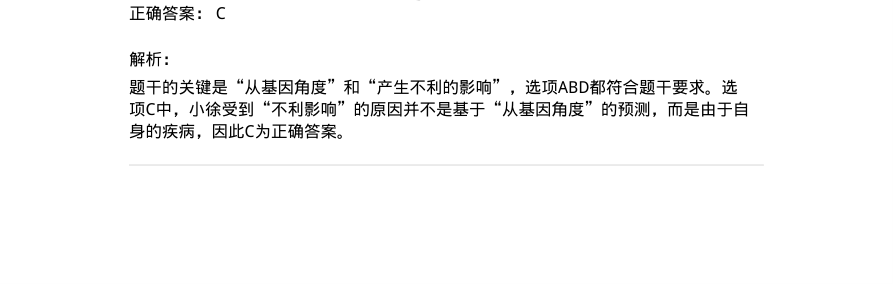 正确答案： C
解析：
题干的关键是“从基因角度”和“产生不利的影响”，选项ABD都符合题干要求。选
项C中，小徐受到“不利影响”的原因并不是基于“从基因角度”的预测，而是由于自
身的疾病，因此C为正确答案。